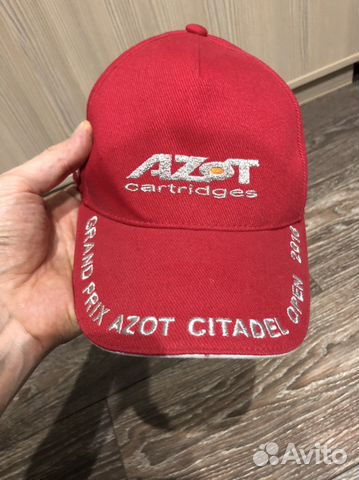 AZOT
cartridges
GRAND PRIX AZOT CITADEL OPEN 2018
Avito